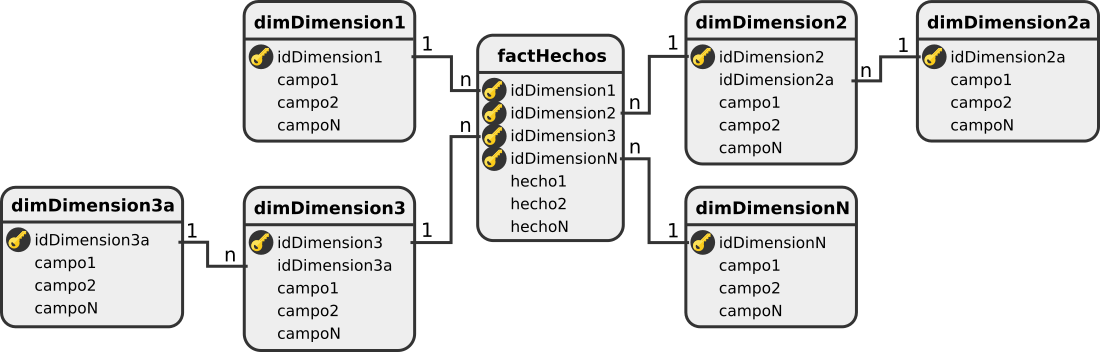 dimDimension1
idDimension1
campo1
campo2
campoN
1
n
factHechos
idDimension1
idDimension2
idDimension3
idDimensionN
hecho1
hecho2
hechoN
n
1
dimDimension2
idDimension2
idDimension2a
campo1
campo2
campoN
n
1
dimDimension2a
idDimension2a
campo1
campo2
campoN
dimDimension3a
idDimension3a
campo1
campo2
campoN
1
n
dimDimension3
idDimension3
idDimension3a
campo1
campo2
campoN
1
n
n
1
dimDimensionN
idDimensionN
campo1
campo2
campoN